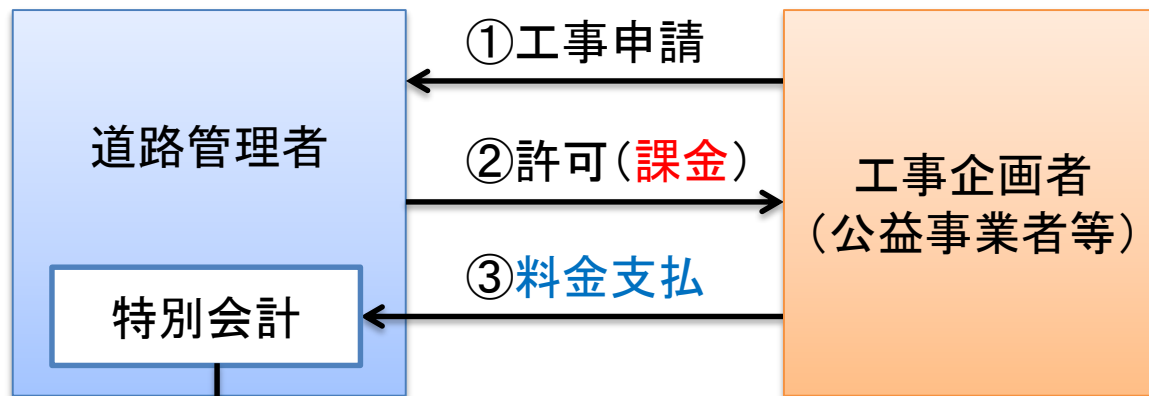 ①工事申請
道路管理者
②許可（課金）
工事企画者
（公益事業者等）
③料金支払
特別会計